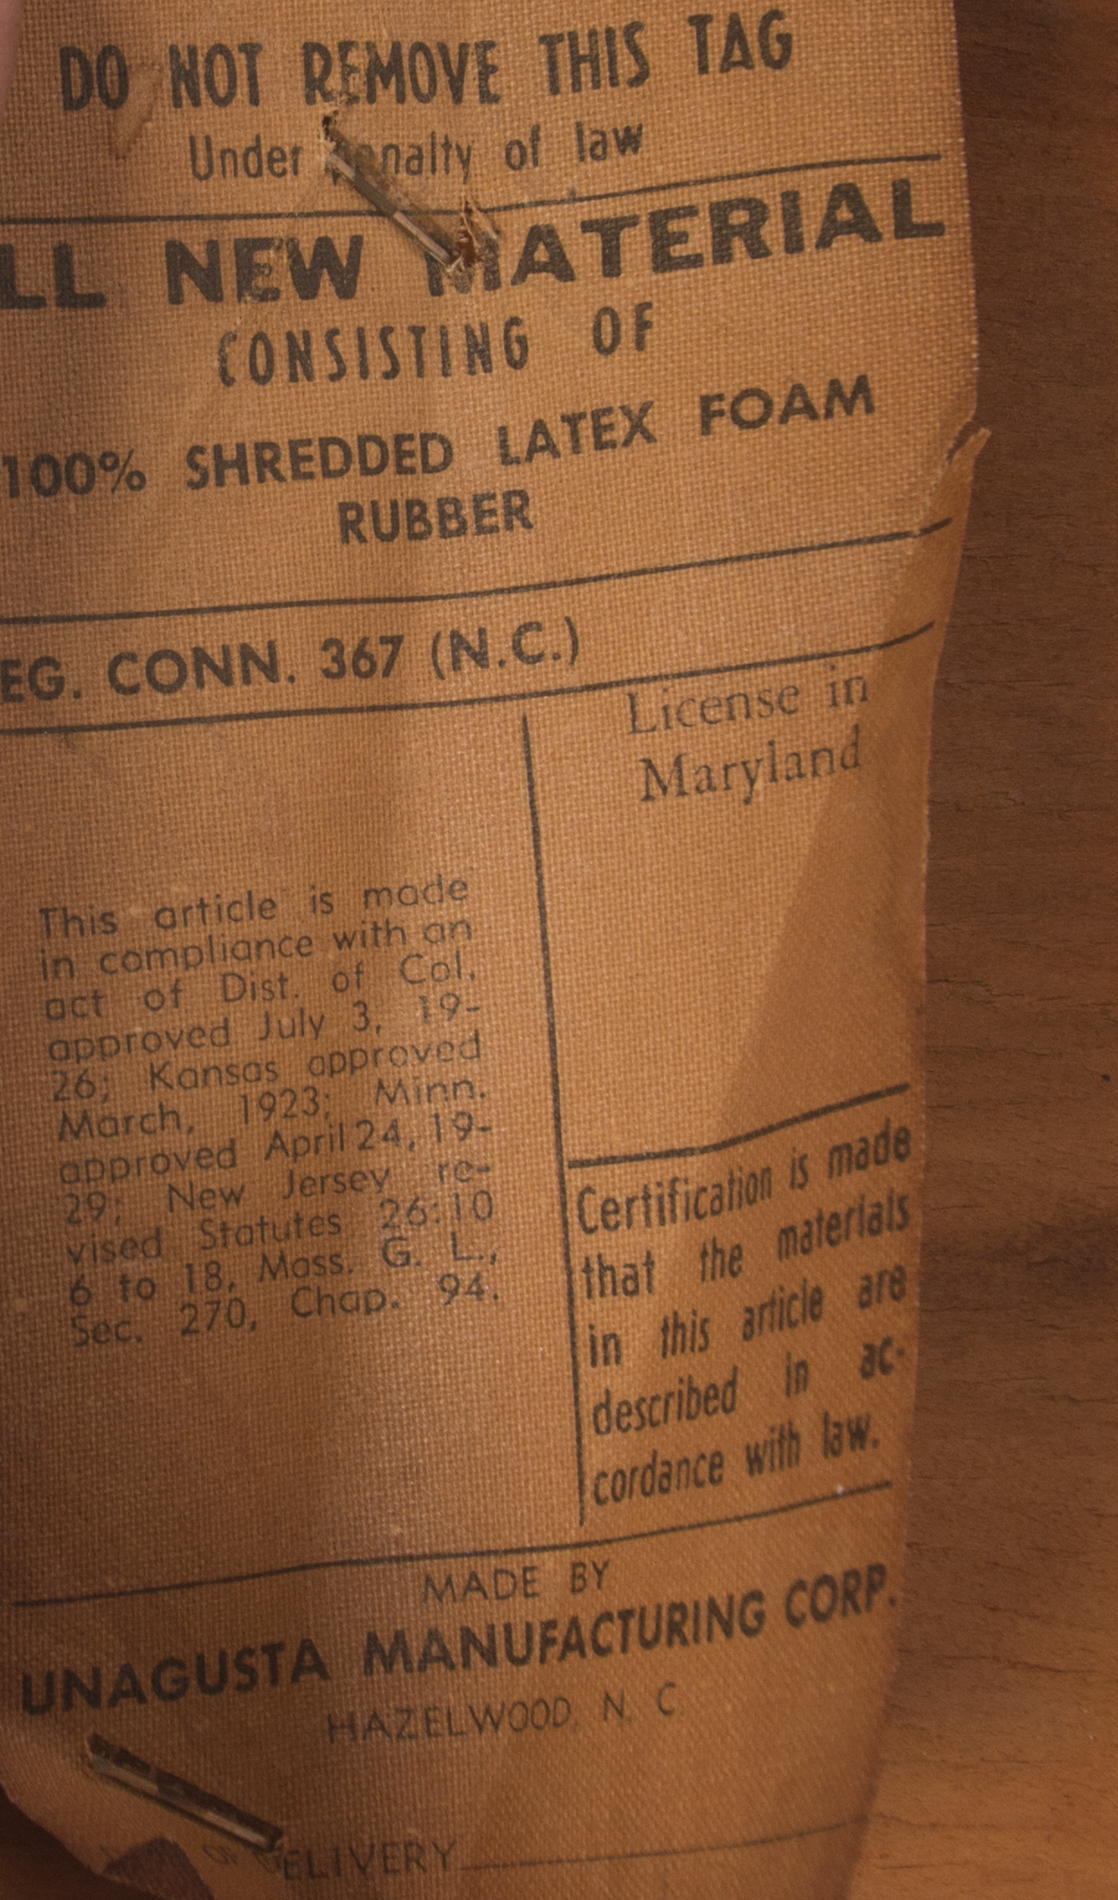 DO NOT REMOVE THIS TAG
Under penalty of law
LL NEW MATERIAL
CONSISTING OF
100% SHREDDED LATEX FOAM
RUBBER
EG. CONN. 367 (N.C.)
License in
Maryland
This article is made
in compliance with an
act of Dist. of Col.
approved July 3, 19-
26; Kansas approved
March, 1923; Minn.
approved April 24, 19-
29; New Jersey re-
vised Statutes 26:10
6 to 18, Mass. G. L.,
Sec. 270, Chap. 94.
Certification is made
that the materials
in this article are
described in ac-
cordance with law.
MADE BY
UNAGUSTA MANUFACTURING CORP.
HAZELWOOD, N. C
OF DELIVERY